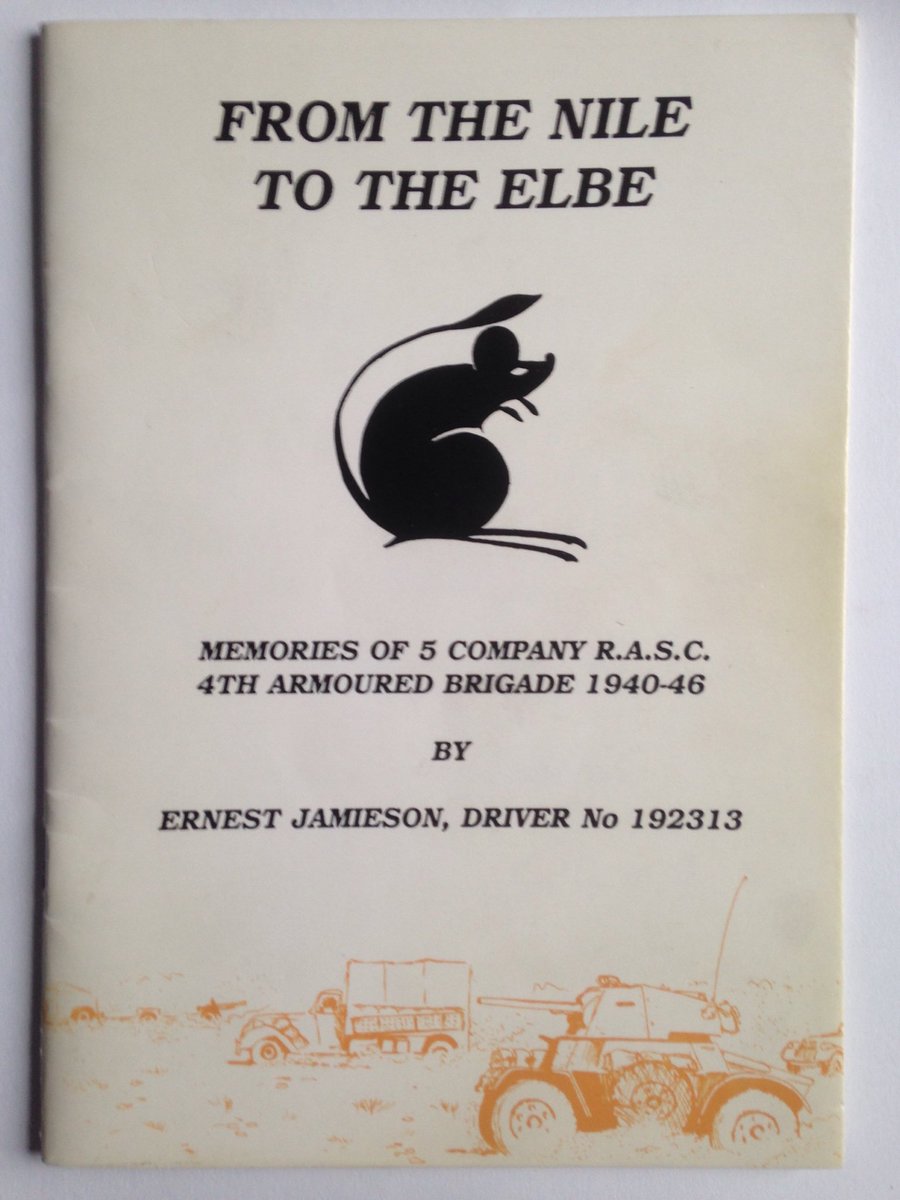 FROM THE NILE
TO THE ELBE
MEMORIES OF 5 COMPANY R.A.S.C.
4TH ARMOURED BRIGADE 1940-46
BY
ERNEST JAMIESON, DRIVER No 192313